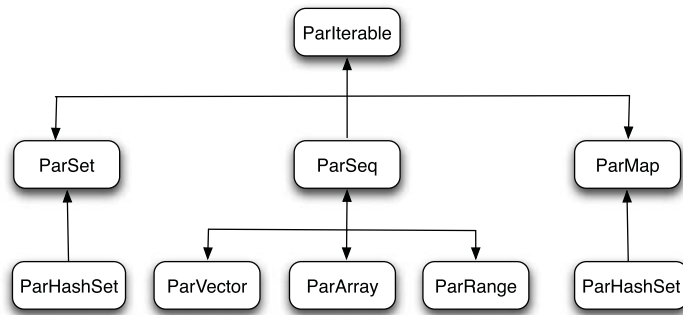 ParIterable
ParSet
ParSeq
ParMap
ParHashSet
ParVector
ParArray
ParRange
ParHashSet